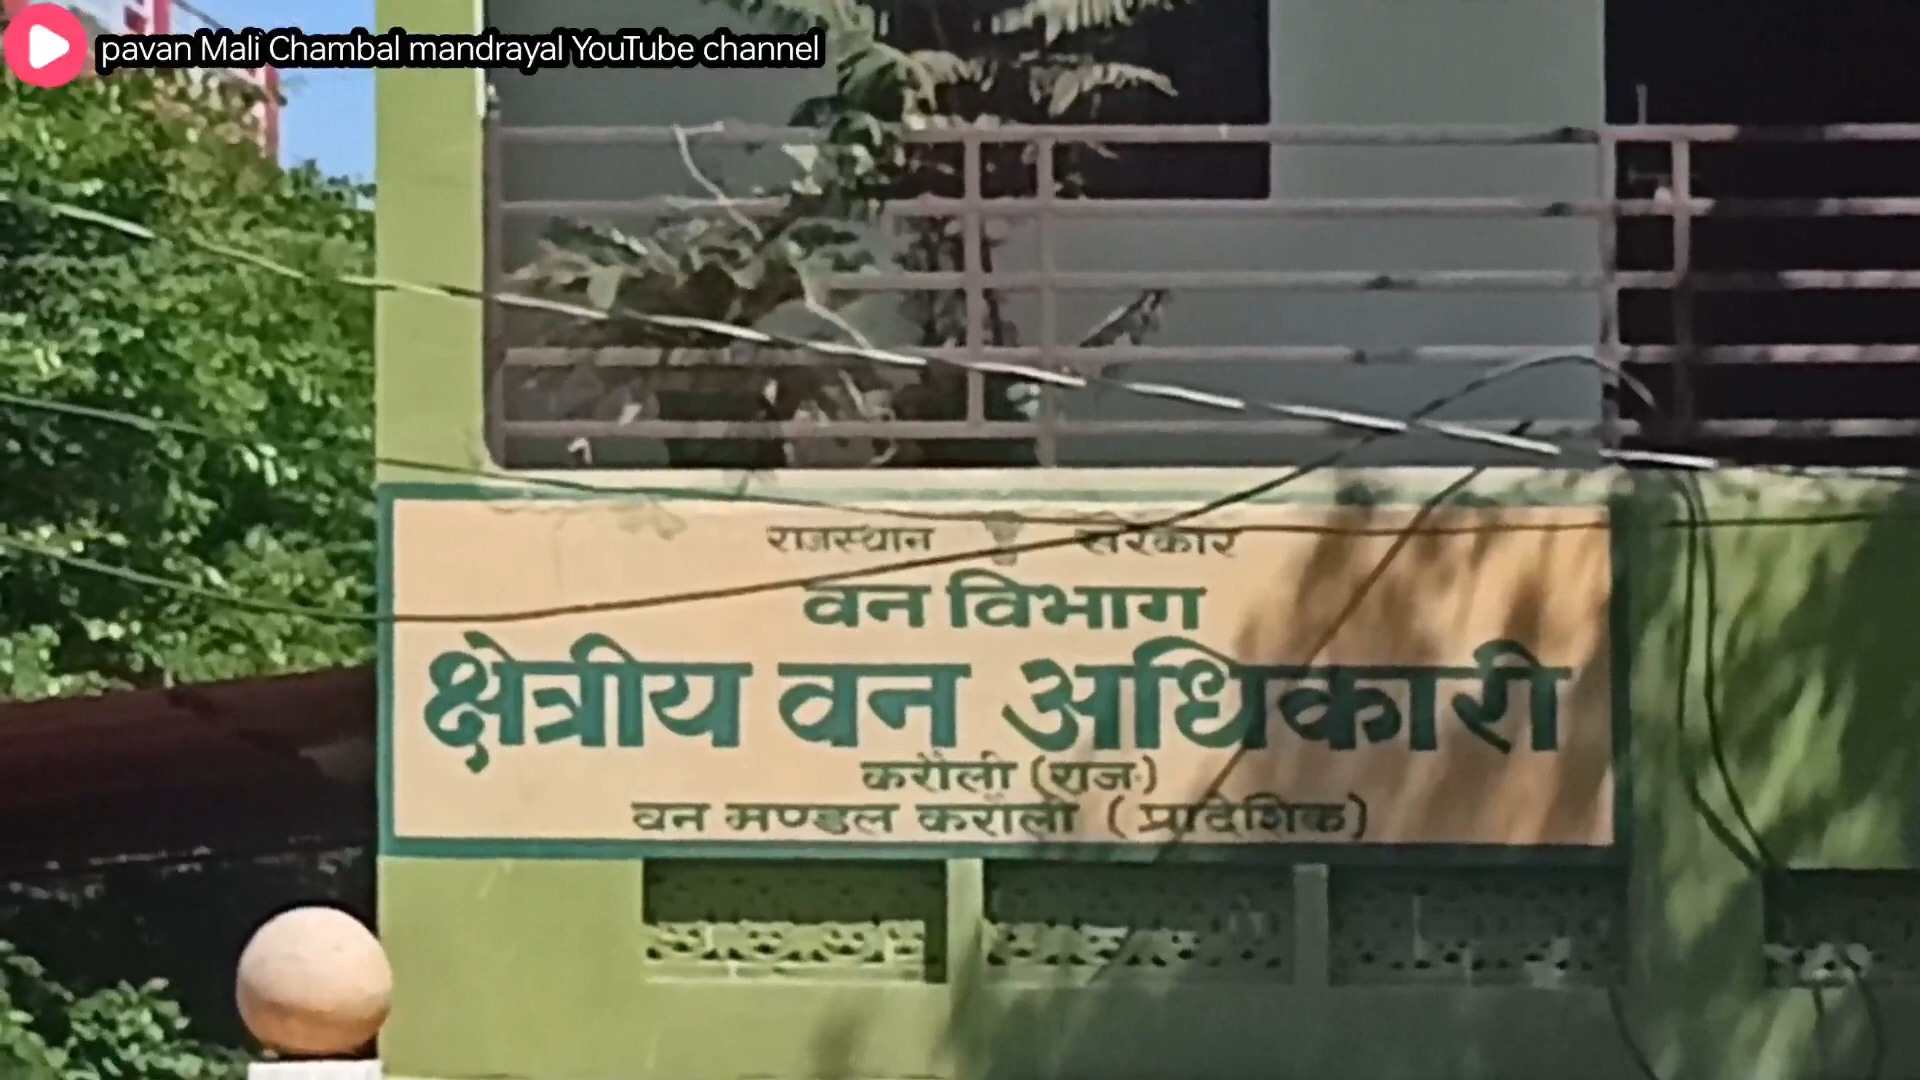 pavan Mali Chambal mandrayal YouTube channel
राजस्थान सरकार
वन विभाग
क्षेत्रीय वन अधिकारी
करौली (राज.)
वन मण्डल करौली (प्रादेशिक)